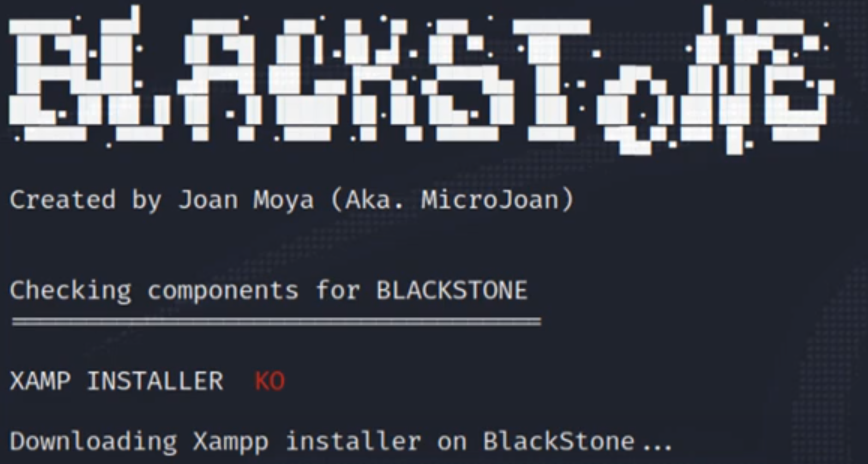 BLACKSTONE
Created by Joan Moya (Aka. MicroJoan)
Checking components for BLACKSTONE
XAMP INSTALLER KO
Downloading Xampp installer on BlackStone...